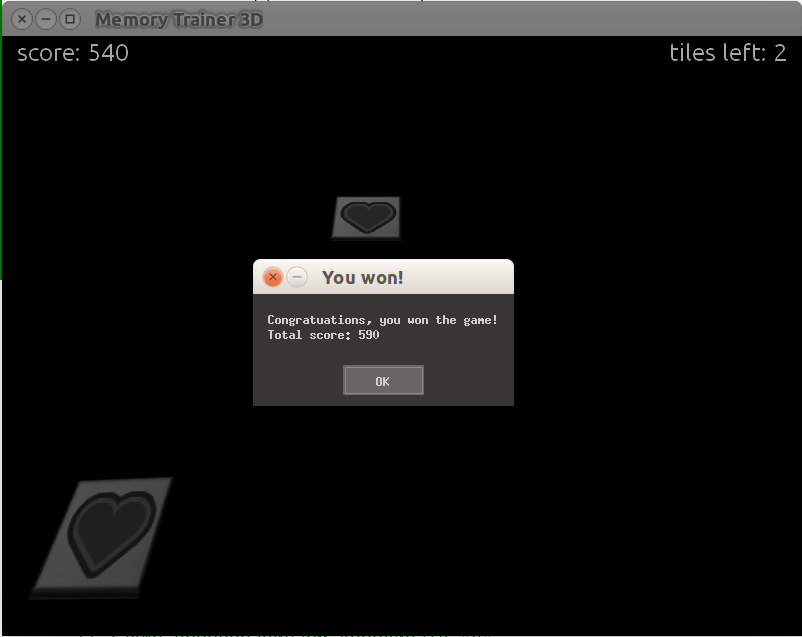 Memory Trainer 3D
score: 540
tiles left: 2
You won!
Congratuations, you won the game!
Total score: 590
OK